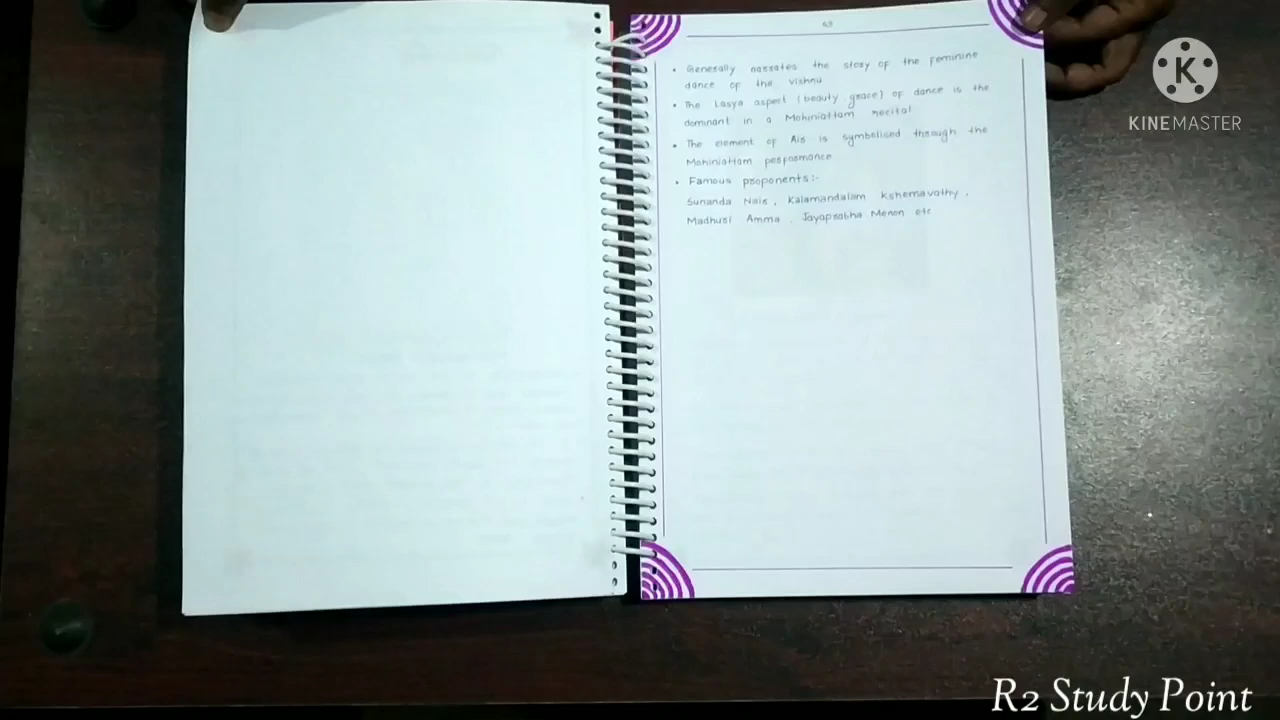 69
• Generally narrates the story of the feminine
dance of the vishnu
• The Lasya aspect (beauty, grace) of dance is the
dominant in a Mohiniattam recital
• The element of Air is symbolised through the
Mohiniattam performance
• Famous proponents:-
Sunanda Nair, Kalamandalam Kshemavathy,
Madhuri Amma, Jayaprabha Menon etc
K
KINEMASTER
R2 Study Point